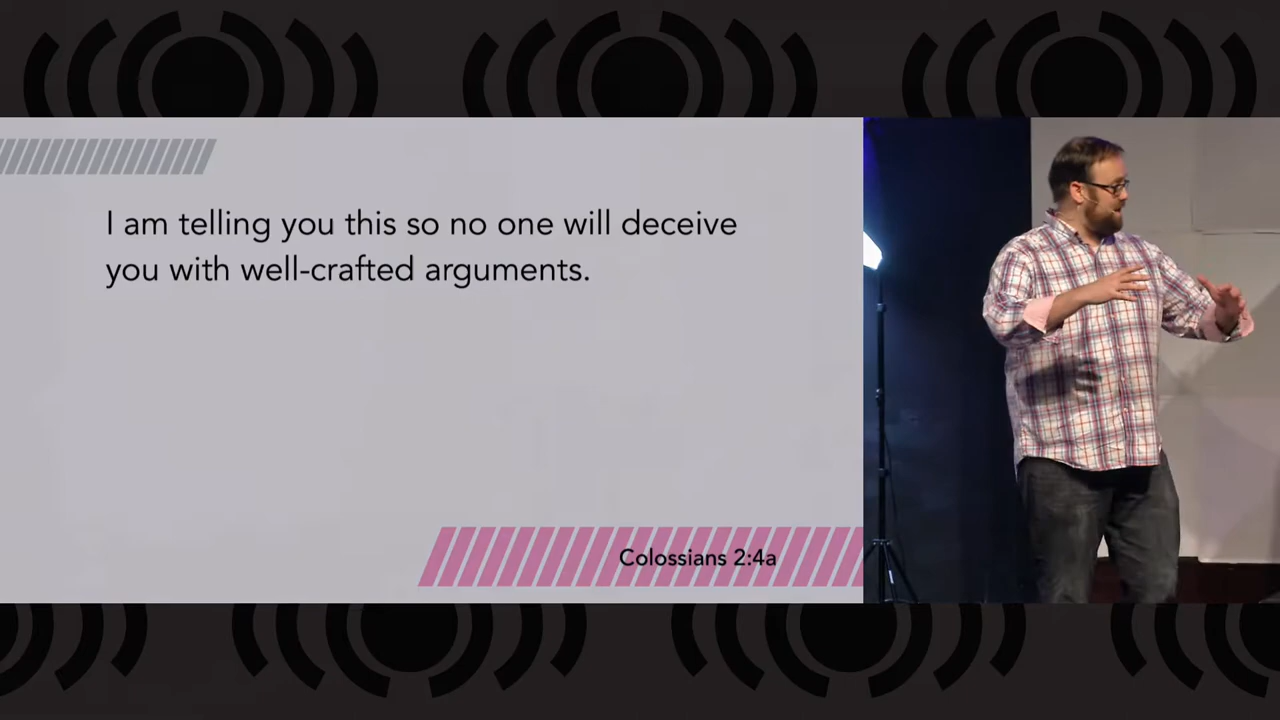 I am telling you this so no one will deceive
you with well-crafted arguments.
Colossians 2:4a